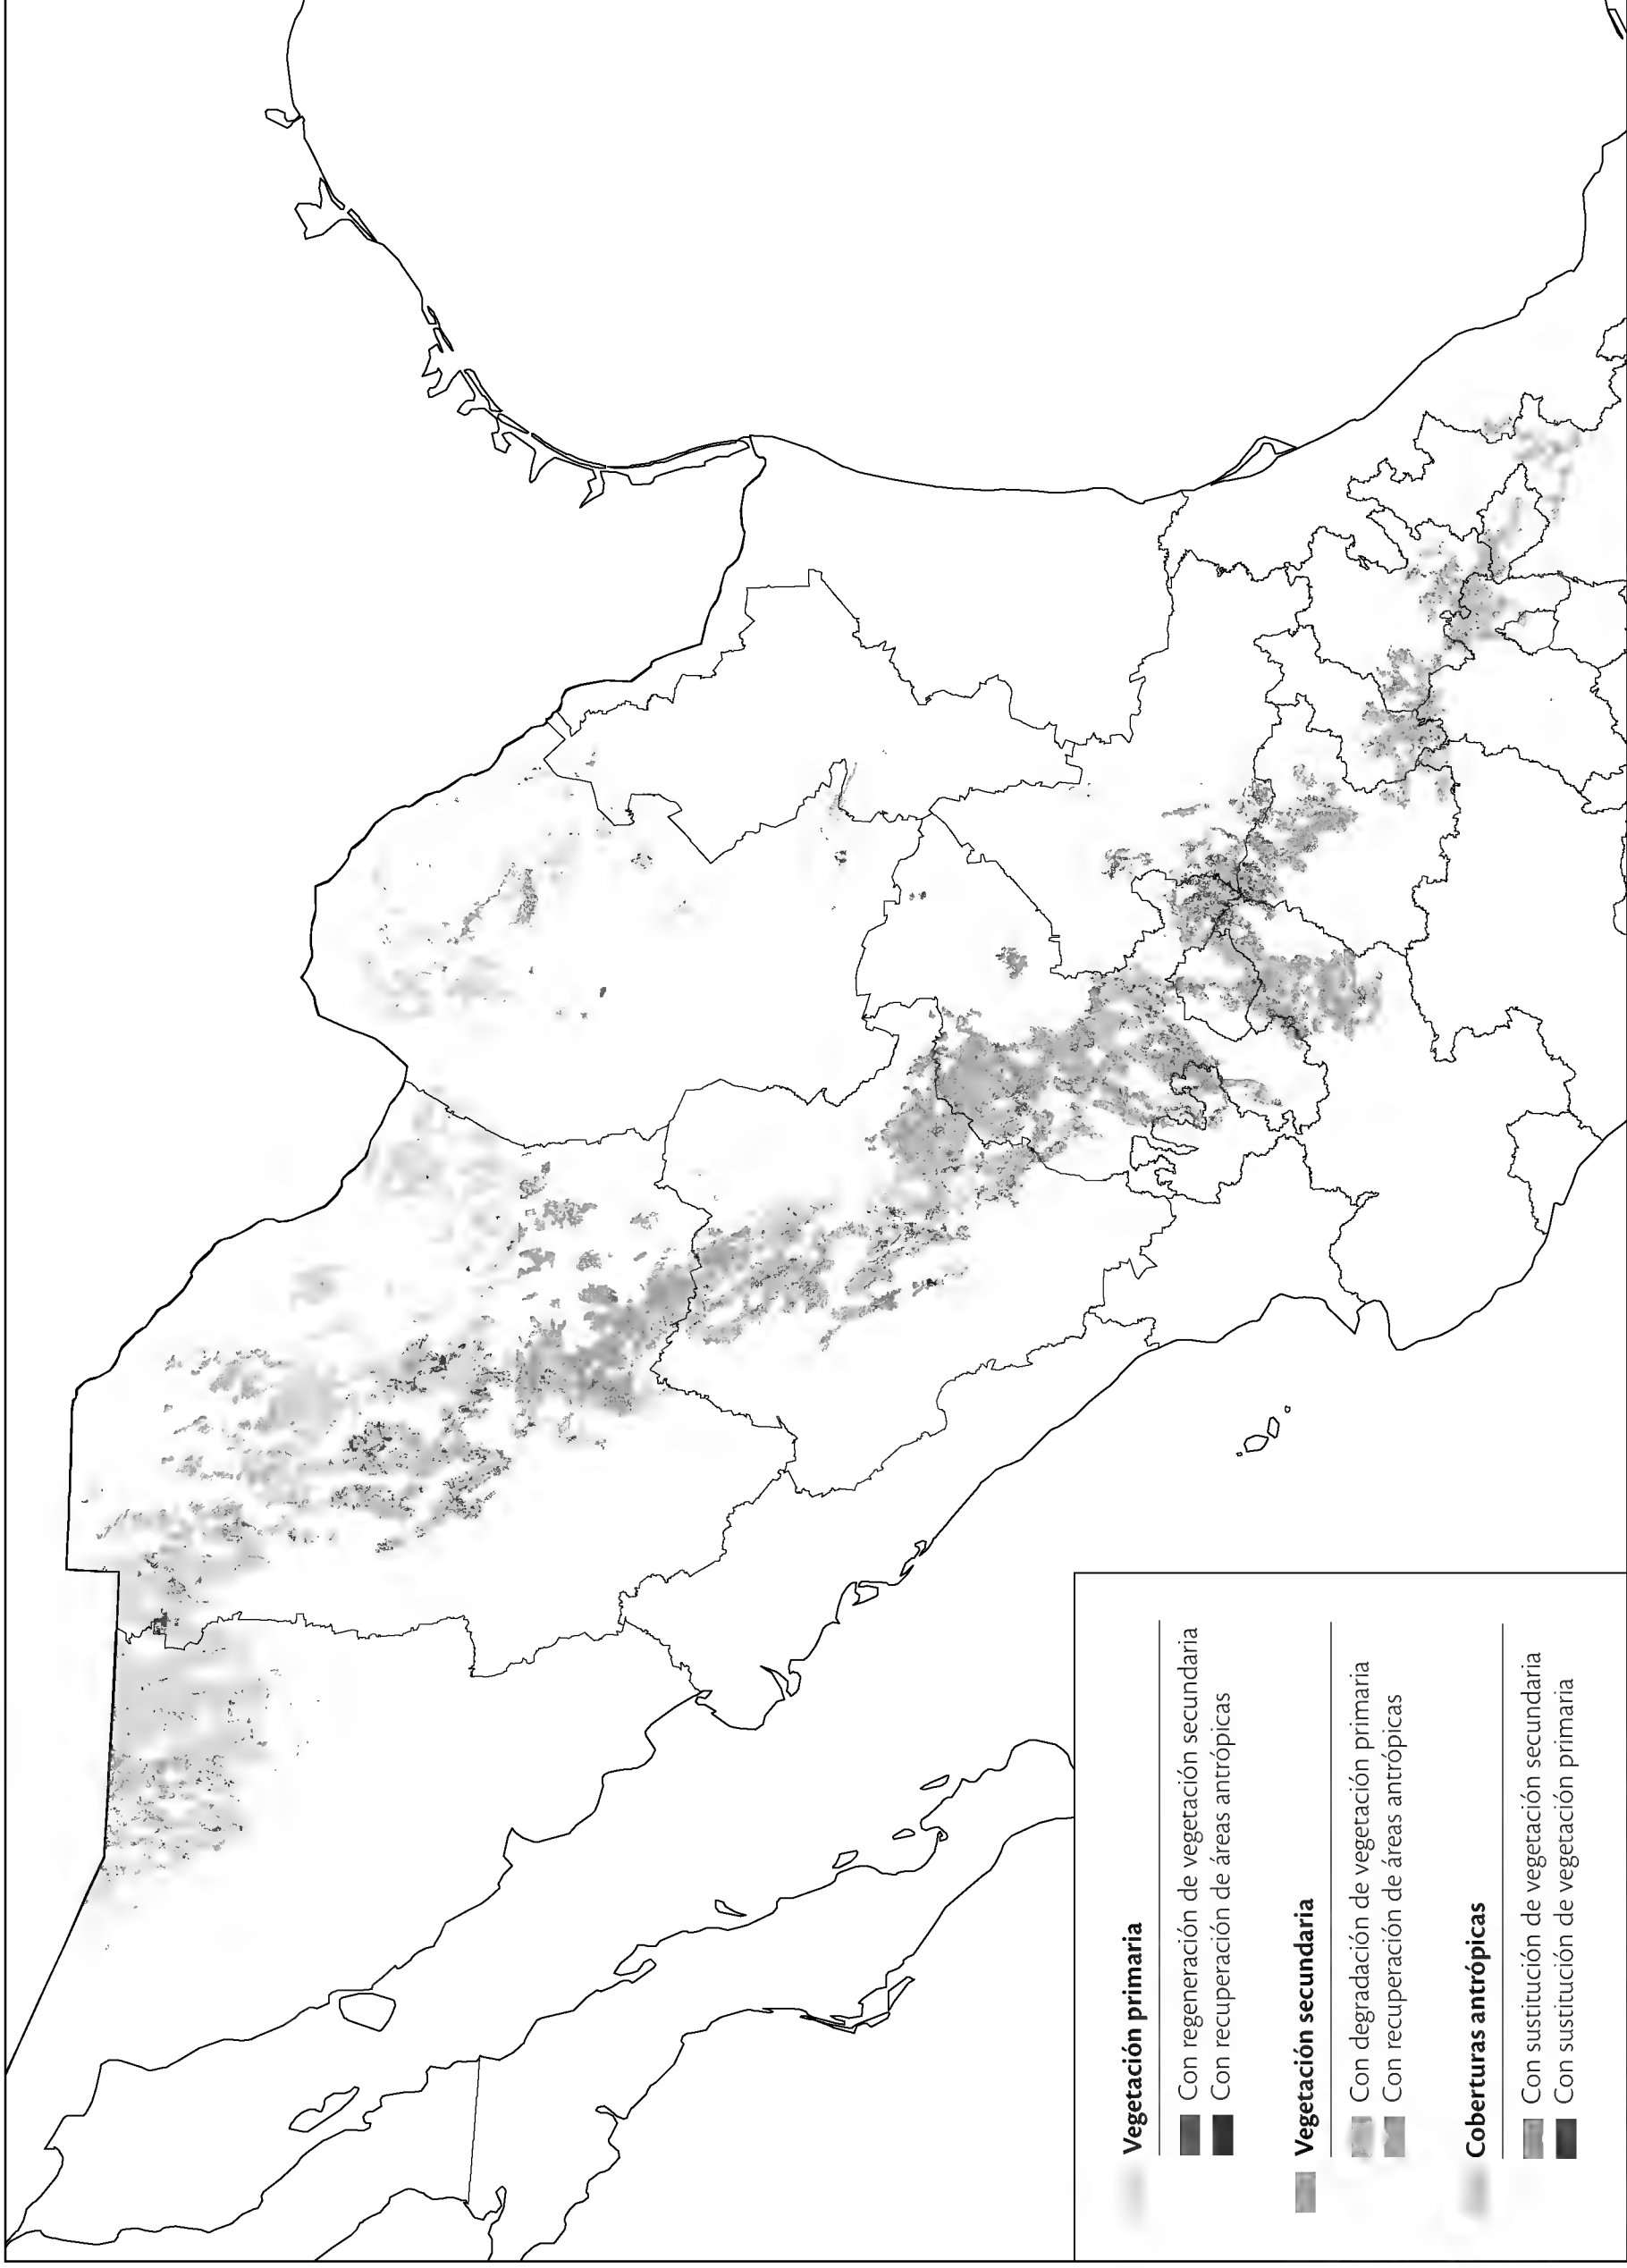 Vegetación primaria
Con regeneración de vegetación secundaria
Con recuperación de áreas antrópicas
Vegetación secundaria
Con degradación de vegetación primaria
Con recuperación de áreas antrópicas
Coberturas antrópicas
Con sustitución de vegetación secundaria
Con sustitución de vegetación primaria